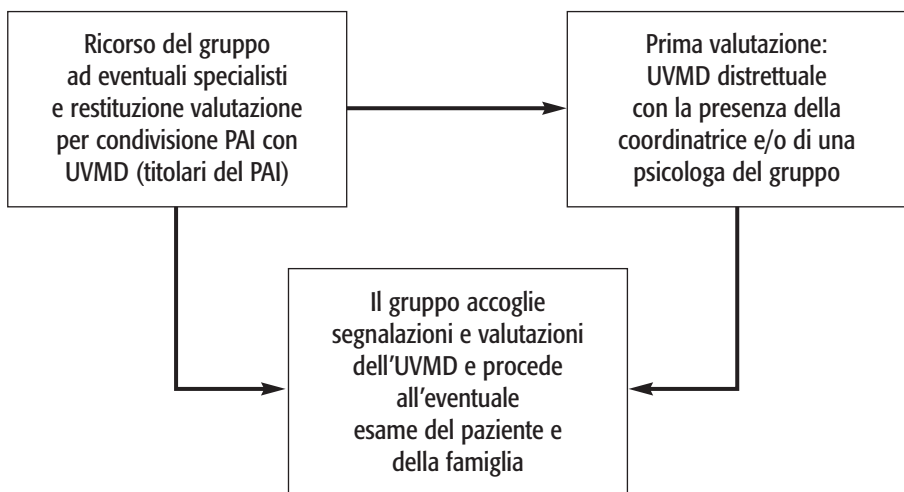 Ricorso del gruppo
ad eventuali specialisti
e restituzione valutazione
per condivisione PAI con
UVMD (titolari del PAI)
Prima valutazione:
UVMD distrettuale
con la presenza della
coordinatrice e/o di una
psicologa del gruppo
Il gruppo accoglie
segnalazioni e valutazioni
dell'UVMD e procede
all'eventuale
esame del paziente e
della famiglia